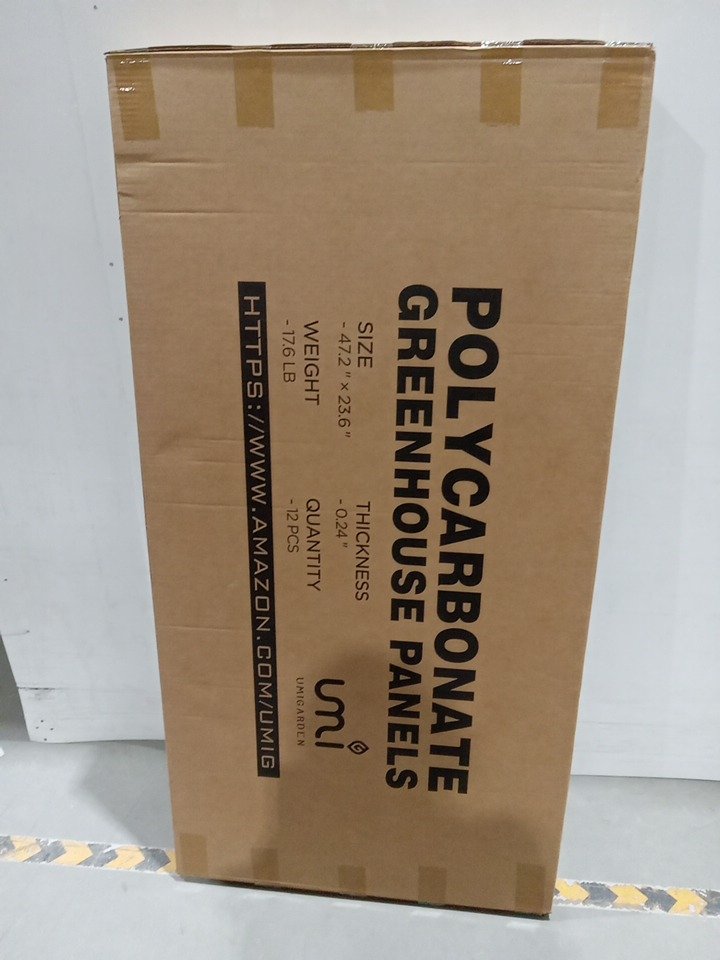 POLYCARBONATE
GREENHOUSE PANELS
SIZE
- 47.2" × 23.6"
THICKNESS
- 0.24"
WEIGHT
- 17.6 LB
QUANTITY
- 12 PCS
umi
UMIGARDEN
HTTPS://WWW.AMAZON.COM/UMIG